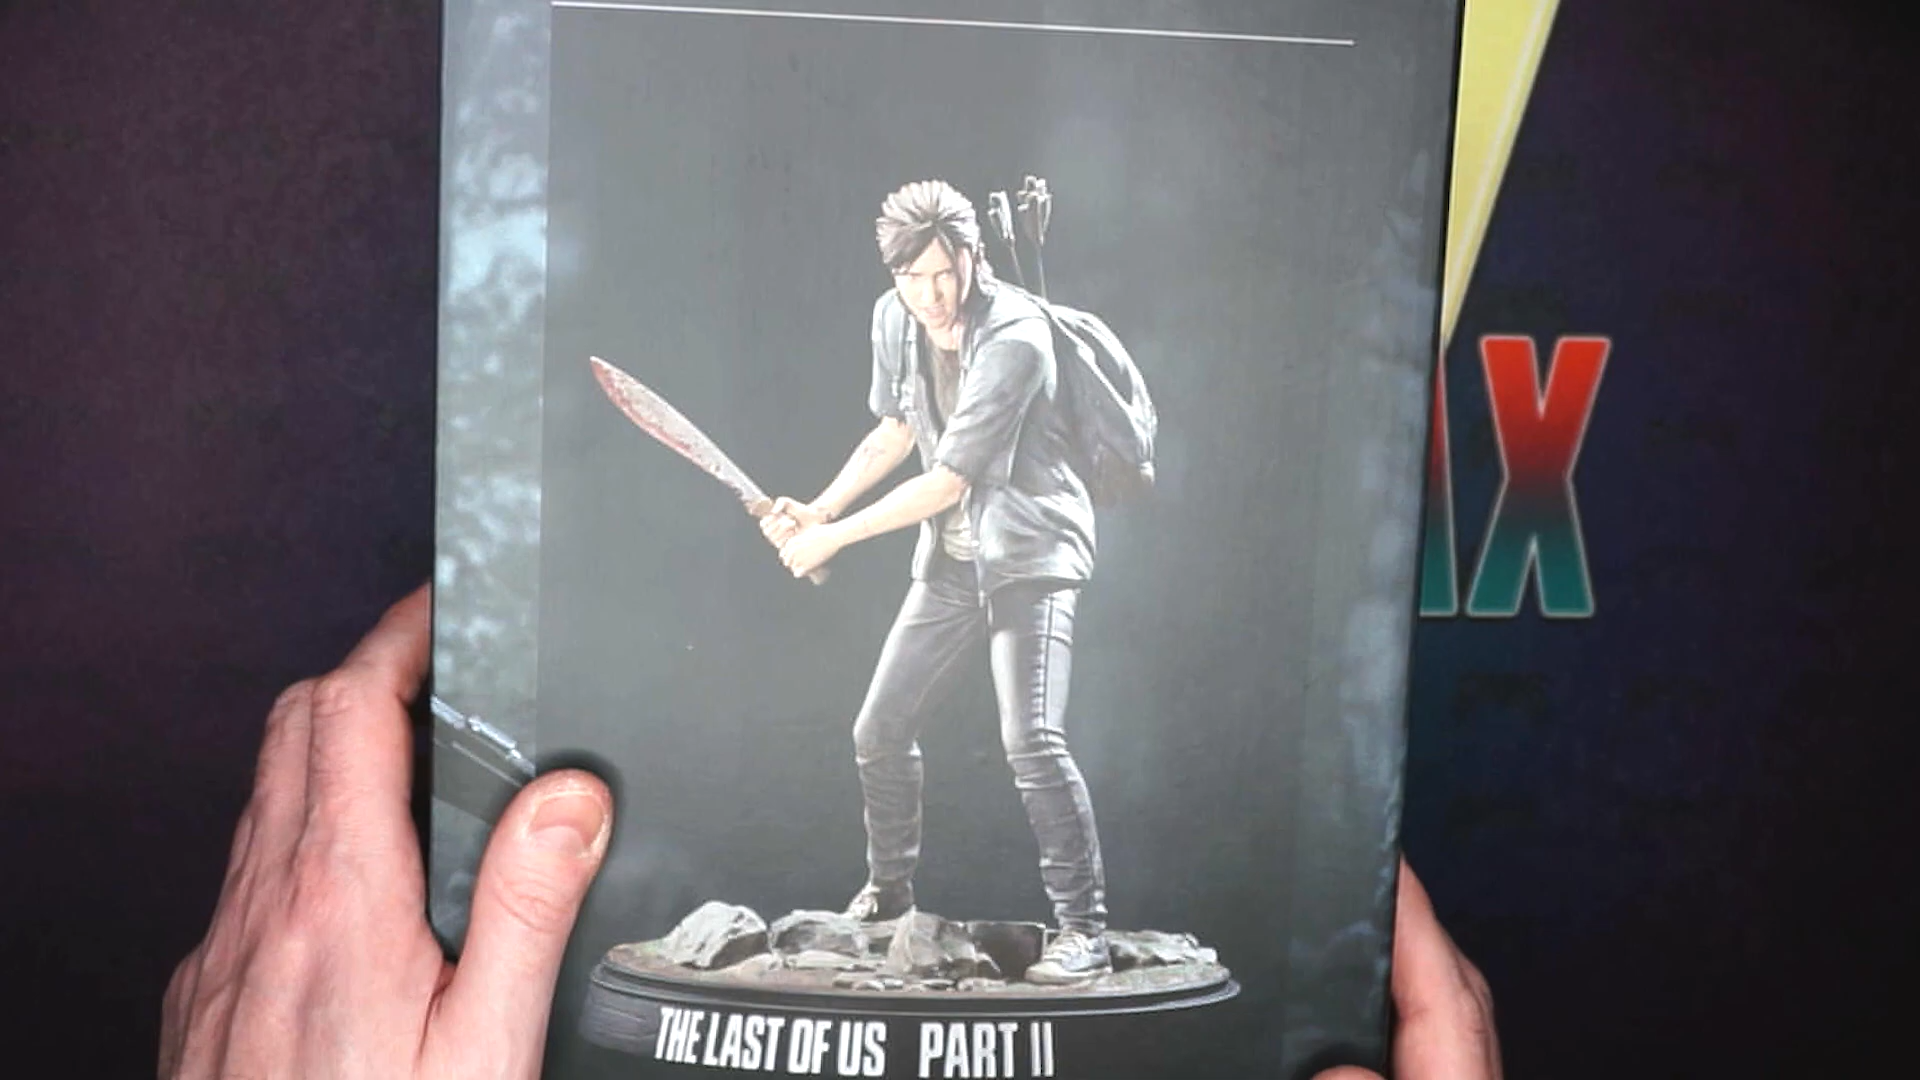 X
THE LAST OF US PART II